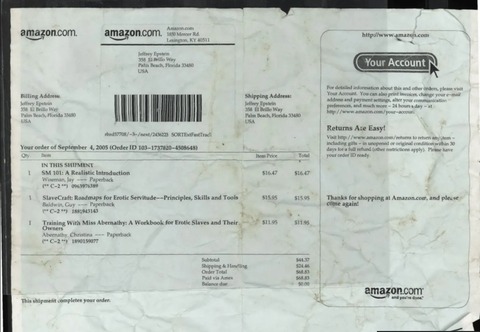 amazon.com.
amazon.com.
Amazon.com
1850 Mercer Rd.
Lexington, KY 40511
http://www.amazon.com
Jeffrey Epstein
358 El Brillo Way
Palm Beach, Florida 33480
USA
Your Account
For detailed information about this and other orders, please visit
Your Account. You can also print invoices, change your e-mail
address and payment settings, alter your communication
preferences, and much more - 24 hours a day - at
http://www.amazon.com/your-account.
Billing Address:
Jeffrey Epstein
358 El Brillo Way
Palm Beach, Florida 33480
USA
Shipping Address:
Jeffrey Epstein
358 El Brillo Way
Palm Beach, Florida 33480
USA
Returns Are Easy!
Visit http://www.amazon.com/returns to return any item -
including gifts - in unopened or original condition within 30
days for a full refund (other restrictions apply). Please have
your order ID ready.
Your order of September 4, 2005 (Order ID 103-1737820-4508648)
Qty Item Item Price Total
IN THIS SHIPMENT
1 SM 101: A Realistic Introduction $16.47 $16.47
Wiseman, Jay --- Paperback
(** C-2 **) 0963976389
1 SlaveCraft: Roadmaps for Erotic Servitude--Principles, Skills and Tools $15.95 $15.95
Baldwin, Guy --- Paperback
(** C-2 **) 1881943143
1 Training With Miss Abernathy: A Workbook for Erotic Slaves and Their $11.95 $11.95
Owners
Abernathy, Christina --- Paperback
(** C-2 **) 1890159077
Thanks for shopping at Amazon.com, and please
come again!
Subtotal $44.37
Shipping & Handling $24.46
Order Total $68.83
Paid via Amex $68.83
Balance due $0.00
This shipment completes your order.
amazon.com
and you're done.